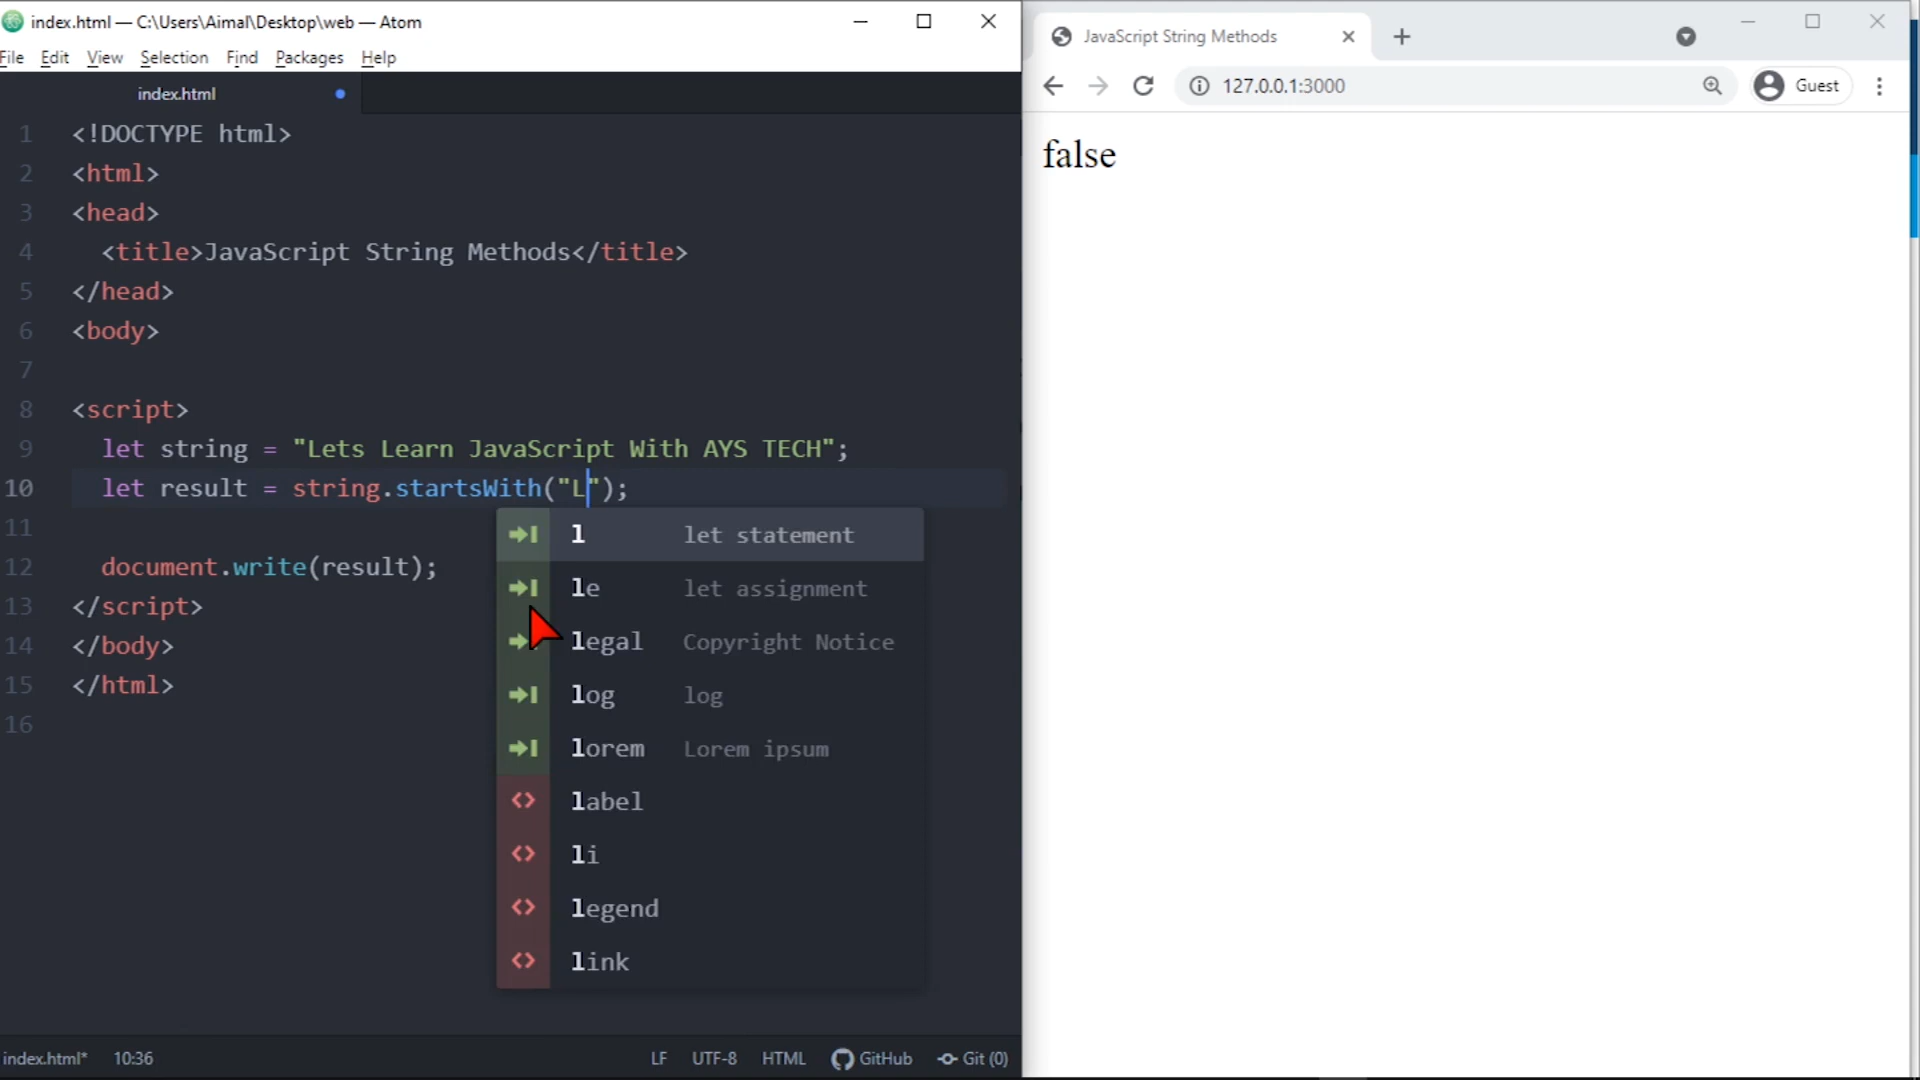 index.html — C:\Users\Aimal\Desktop\web — Atom
File Edit View Selection Find Packages Help
index.html
1 <!DOCTYPE html>
2 <html>
3 <head>
4 <title>JavaScript String Methods</title>
5 </head>
6 <body>
7
8 <script>
9 let string = "Lets Learn JavaScript With AYS TECH";
10 let result = string.startsWith("L");
11
12 document.write(result);
13 </script>
14 </body>
15 </html>
16
l let statement
le let assignment
legal Copyright Notice
log log
lorem Lorem ipsum
label
li
legend
link
index.html* 10:36 LF UTF-8 HTML GitHub Git (0)
JavaScript String Methods
127.0.0.1:3000 Guest
false